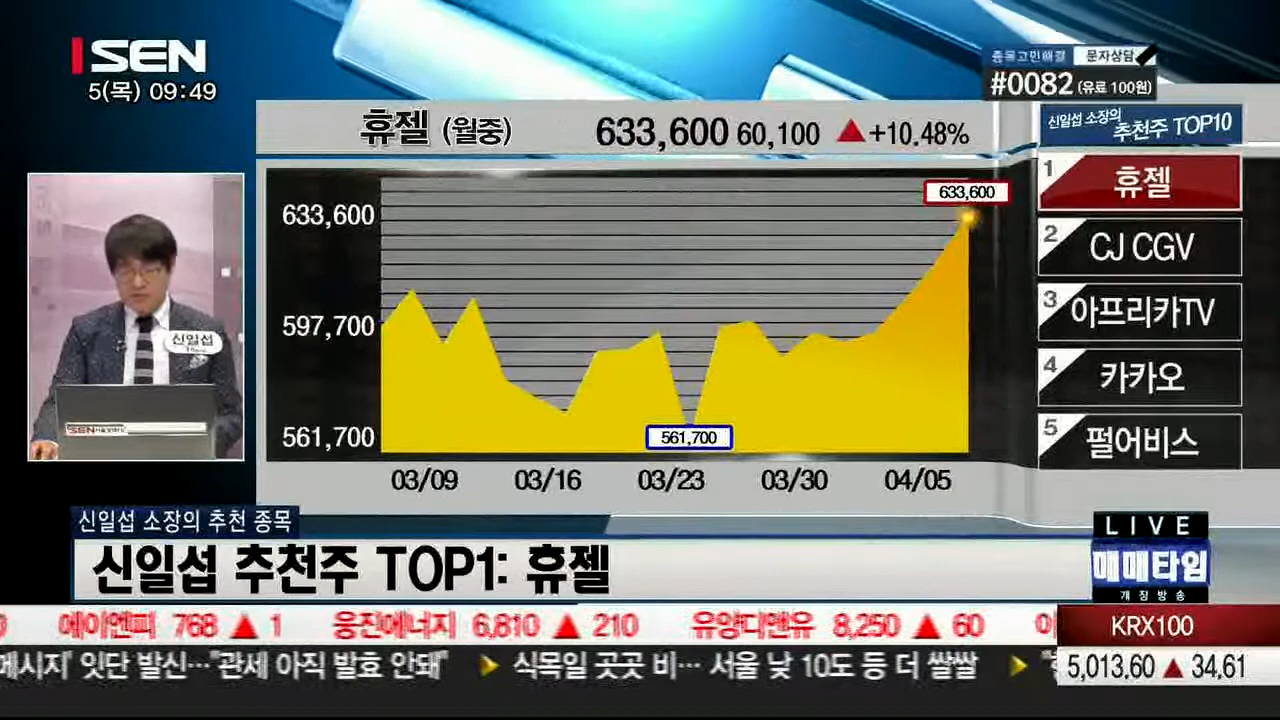 SEN
5(목) 09:49
종목고민해결 문자상담
#0082 (유료 100원)
휴젤 (월중) 633,600 60,100 ▲+10.48%
신일섭 소장의
추천주 TOP10
1 휴젤
2 CJ CGV
3 아프리카TV
4 카카오
5 펄어비스
633,600
633,600
597,700
561,700
561,700
03/09 03/16 03/23 03/30 04/05
신일섭
SEN
신일섭 소장의 추천 종목
신일섭 추천주 TOP1: 휴젤
LIVE
매매타임
개장방송
에이앤피 768 ▲ 1 웅진에너지 6,810 ▲ 210 유양디앤유 8,250 ▲ 60
KRX100
메시지' 잇단 발신…"관세 아직 발효 안돼" ▶ 식목일 곳곳 비… 서울 낮 10도 등 더 쌀쌀 ▶
5,013.60 ▲ 34.61